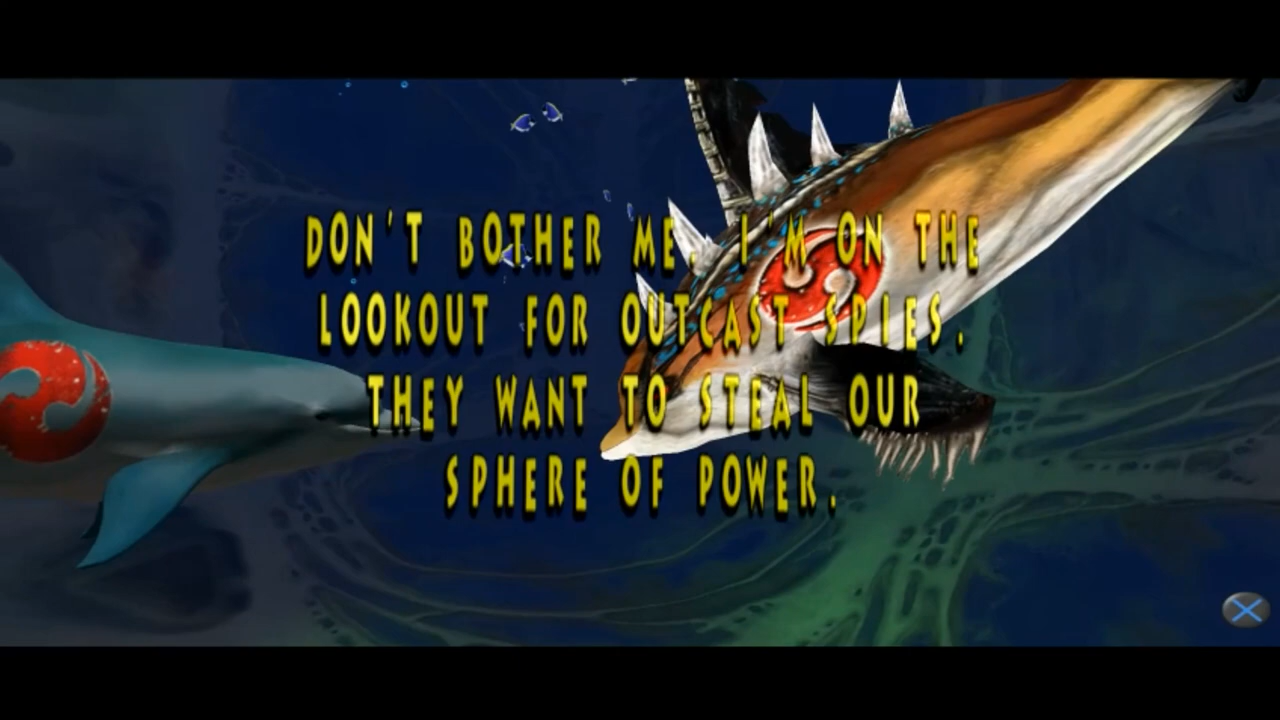 DON'T BOTHER ME. I'M ON THE
LOOKOUT FOR OUTCAST SPIES.
THEY WANT TO STEAL OUR
SPHERE OF POWER.